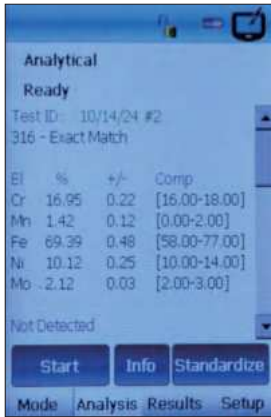 Analytical
Ready
Test ID: 10/14/24 #2
316 - Exact Match
El % +/- Comp
Cr 16.95 0.22 [16.00-18.00]
Mn 1.42 0.12 [0.00-2.00]
Fe 69.39 0.48 [58.00-77.00]
Ni 10.12 0.25 [10.00-14.00]
Mo 2.12 0.03 [2.00-3.00]
Not Detected
Start Info Standardize
Mode Analysis Results Setup